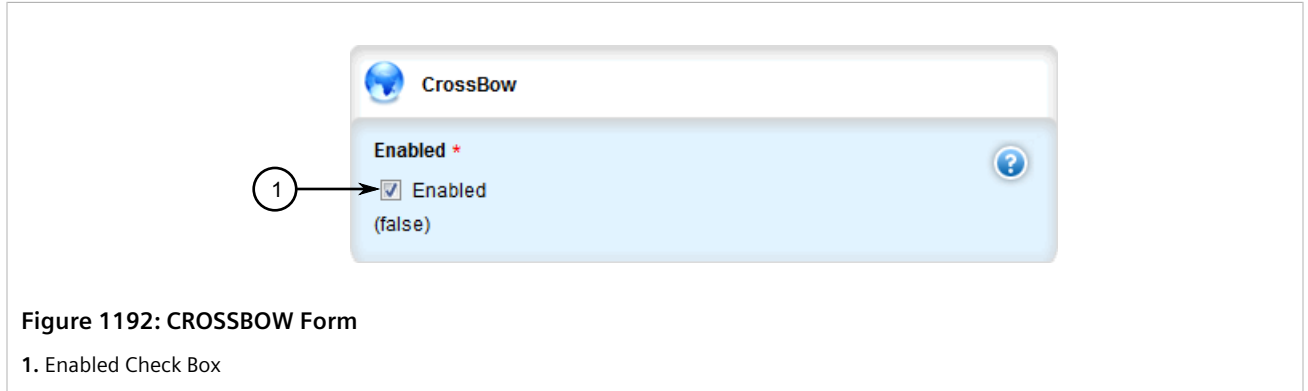 CrossBow
Enabled *
?
1
Enabled
(false)
Figure 1192: CROSSBOW Form
1. Enabled Check Box